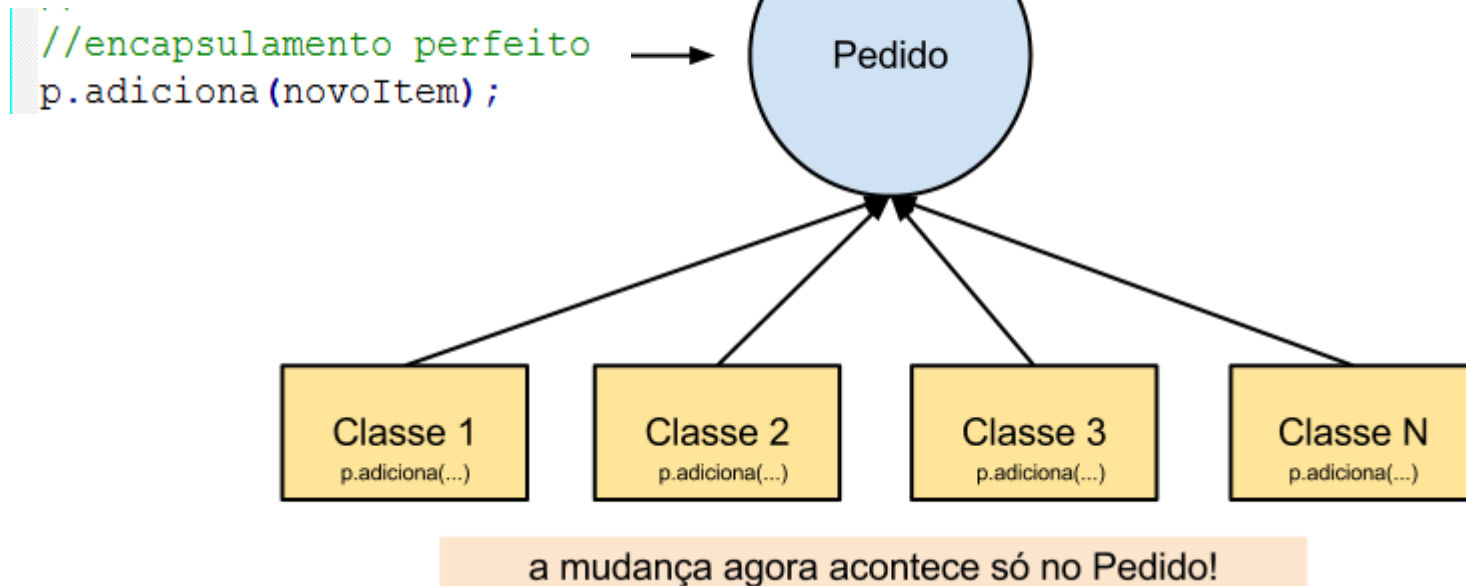 //encapsulamento perfeito
p.adiciona(novoItem);
Pedido
Classe 1
p.adiciona(...)
Classe 2
p.adiciona(...)
Classe 3
p.adiciona(...)
Classe N
p.adiciona(...)
a mudança agora acontece só no Pedido!